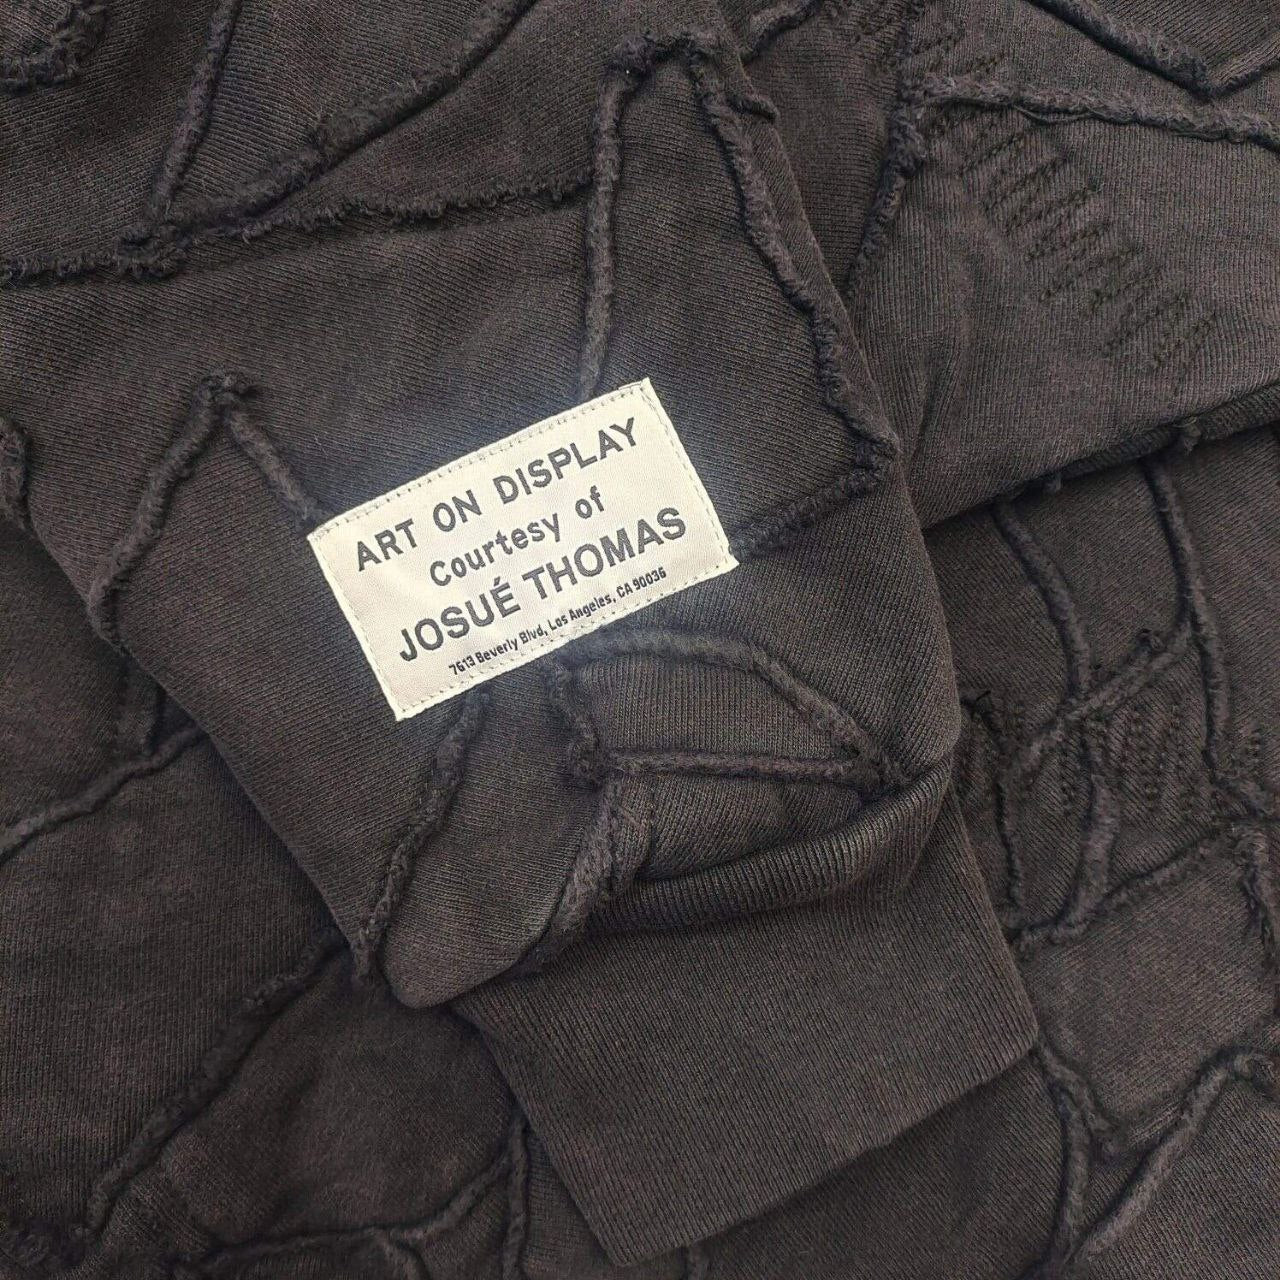 ART ON DISPLAY
Courtesy of
JOSUÉ THOMAS
7613 Beverly Blvd, Los Angeles, CA 90036